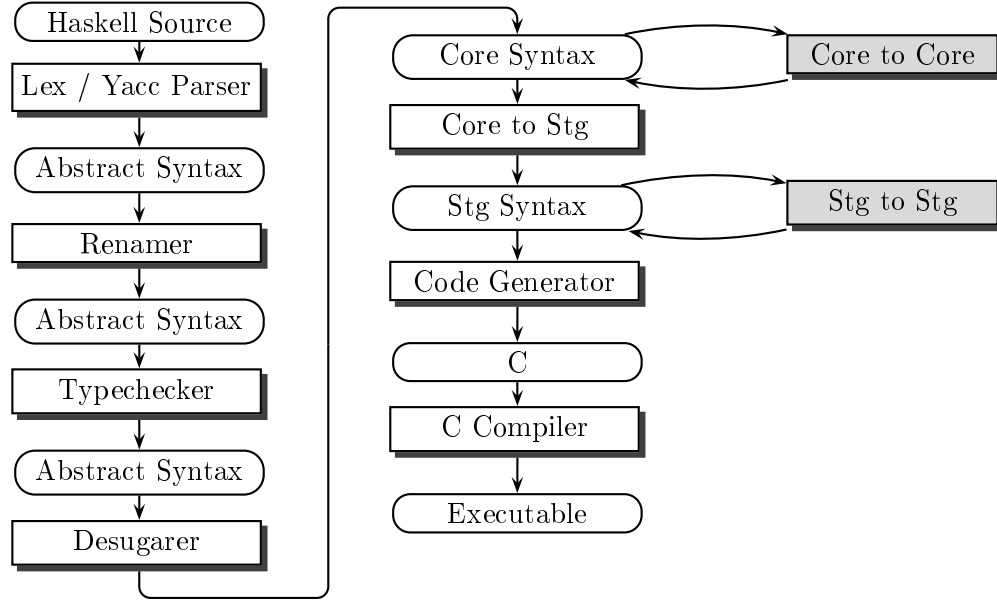 Haskell Source
Lex / Yacc Parser
Abstract Syntax
Renamer
Abstract Syntax
Typechecker
Abstract Syntax
Desugarer
Core Syntax
Core to Core
Core to Stg
Stg Syntax
Stg to Stg
Code Generator
C
C Compiler
Executable